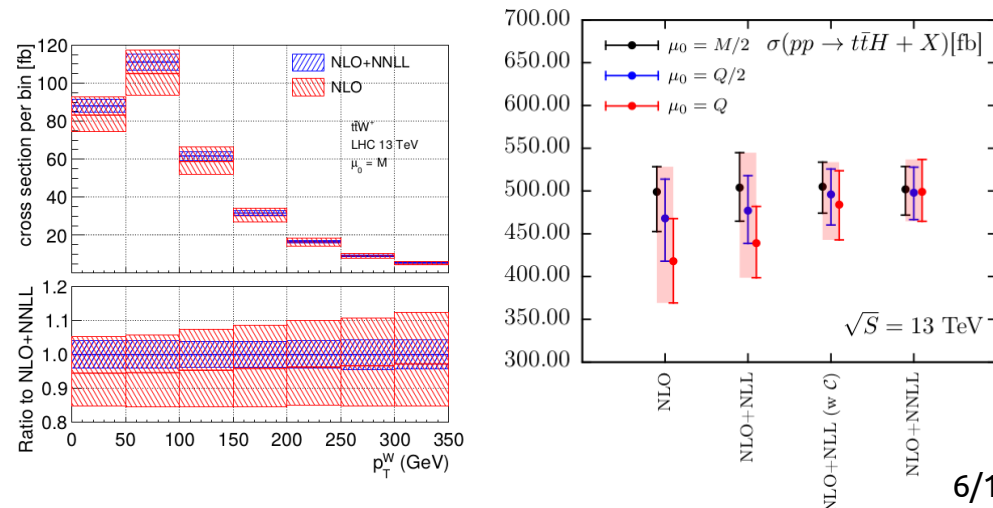 cross section per bin [fb]
120
100
80
60
40
20
NLO+NNLL
NLO
tt̄W⁺
LHC 13 TeV
μ₀ = M
Ratio to NLO+NNLL
1.2
1.1
1.0
0.9
0.8
0 50 100 150 200 250 300 350
p_T^W (GeV)
700.00
650.00
600.00
550.00
500.00
450.00
400.00
350.00
300.00
μ₀ = M/2 σ(pp → tt̄H + X)[fb]
μ₀ = Q/2
μ₀ = Q
√S = 13 TeV
NLO
NLO+NLL
NLO+NLL (w C)
NLO+NNLL
6/1